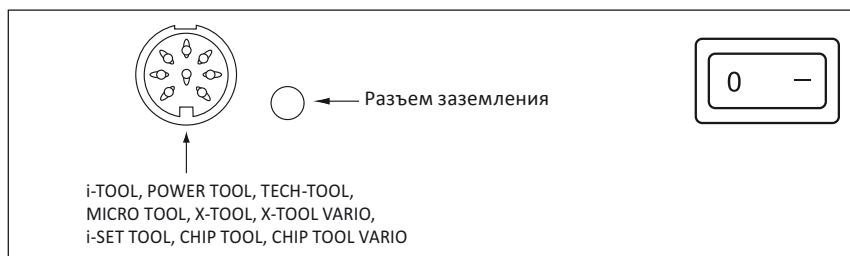 Разъем заземления
0 —
i-TOOL, POWER TOOL, TECH-TOOL,
MICRO TOOL, X-TOOL, X-TOOL VARIO,
i-SET TOOL, CHIP TOOL, CHIP TOOL VARIO